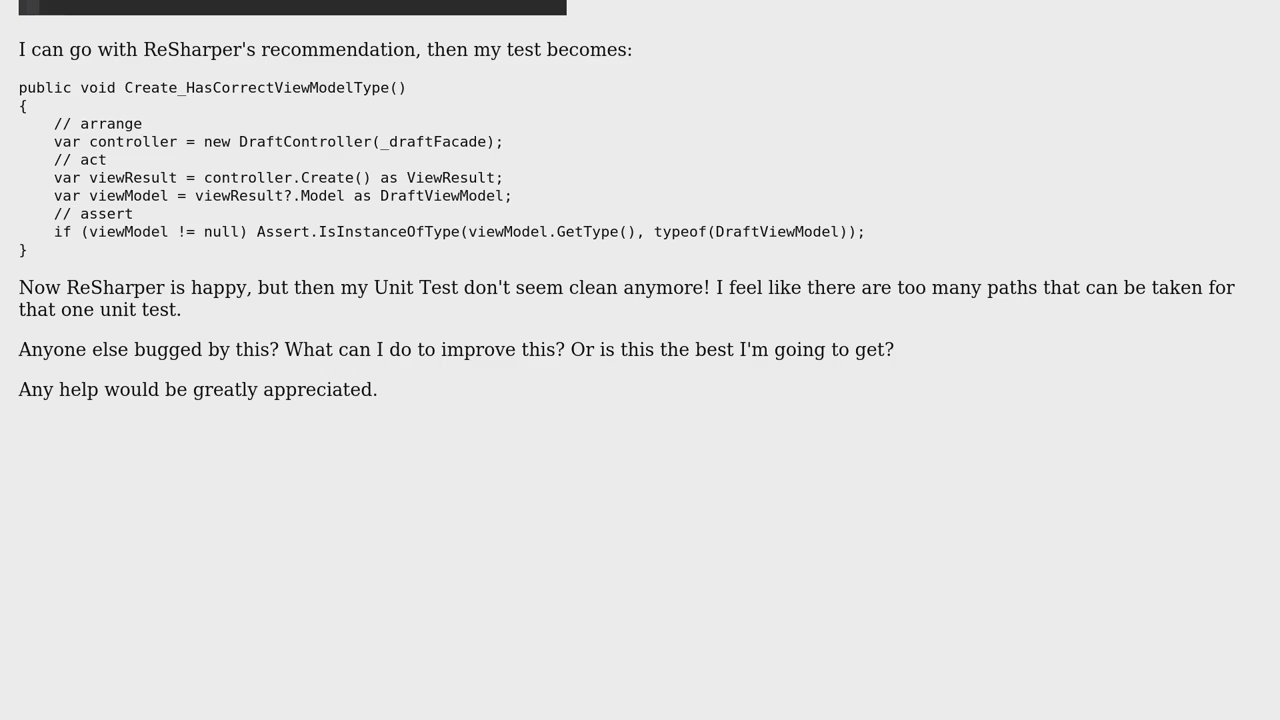 I can go with ReSharper's recommendation, then my test becomes:
public void Create_HasCorrectViewModelType()
{
    // arrange
    var controller = new DraftController(_draftFacade);
    // act
    var viewResult = controller.Create() as ViewResult;
    var viewModel = viewResult?.Model as DraftViewModel;
    // assert
    if (viewModel != null) Assert.IsInstanceOfType(viewModel.GetType(), typeof(DraftViewModel));
}
Now ReSharper is happy, but then my Unit Test don't seem clean anymore! I feel like there are too many paths that can be taken for
that one unit test.
Anyone else bugged by this? What can I do to improve this? Or is this the best I'm going to get?
Any help would be greatly appreciated.